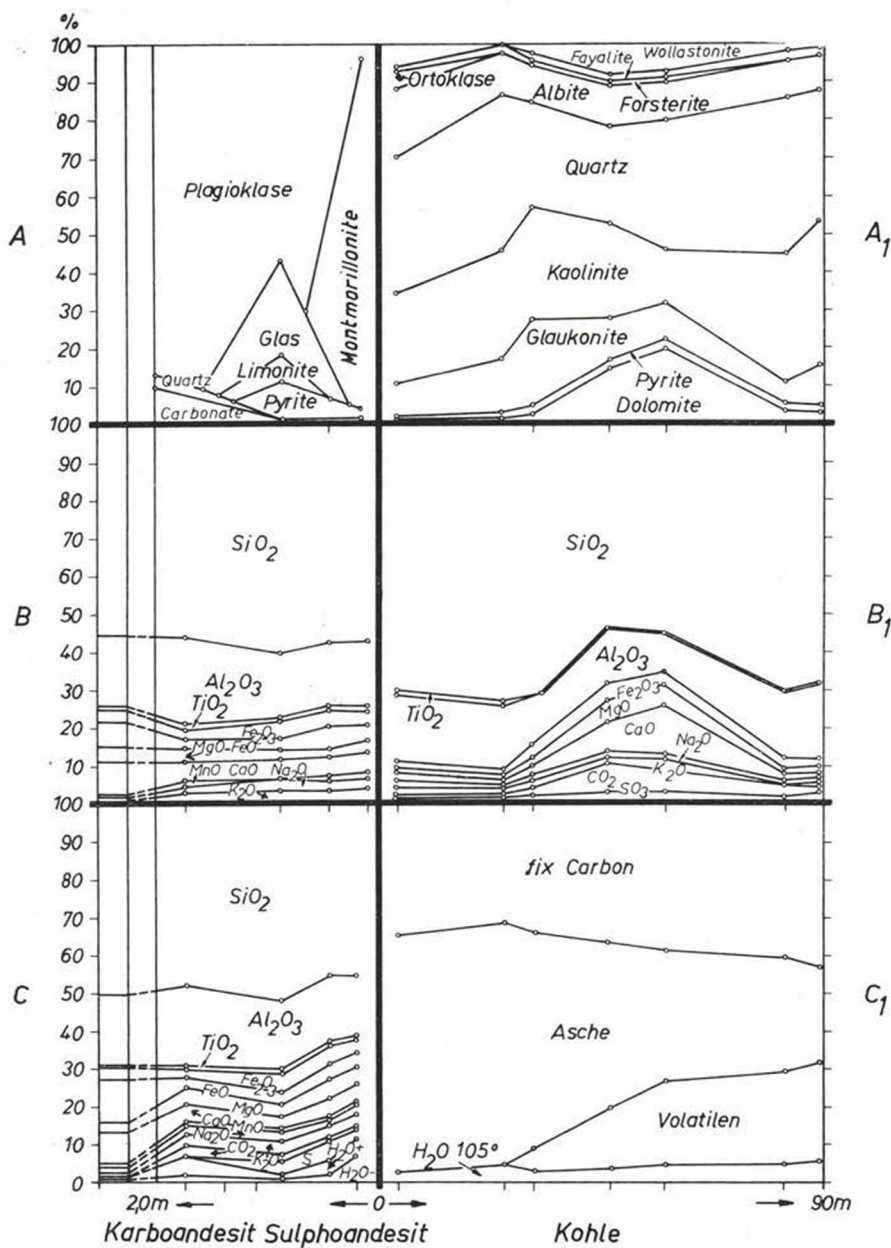 %
100
90
80
70
60
50
40
30
20
10
100
90
80
70
60
50
40
30
20
10
100
90
80
70
60
50
40
30
20
10
0
A
Plagioklase
Montmorillonite
Glas
Limonite
Pyrite
Quartz
Carbonate
Ortoklase
Fayalite
Wollastonite
Albite
Forsterite
Quartz
Kaolinite
Glaukonite
Pyrite
Dolomite
A1
B
SiO2
Al2O3
TiO2
Fe2O3
MgO-FeO
MnO CaO Na2O
K2O
SiO2
Al2O3
TiO2
Fe2O3
MgO
CaO
Na2O
K2O
CO2
SO3
B1
C
SiO2
Al2O3
TiO2
Fe2O3
FeO
MgO
CaO
MnO
Na2O
CO2
K2O
S
H2O+
H2O-
fix Carbon
Asche
Volatilen
H2O 105°
C1
2,0m
0
90m
Karboandesit Sulphoandesit
Kohle